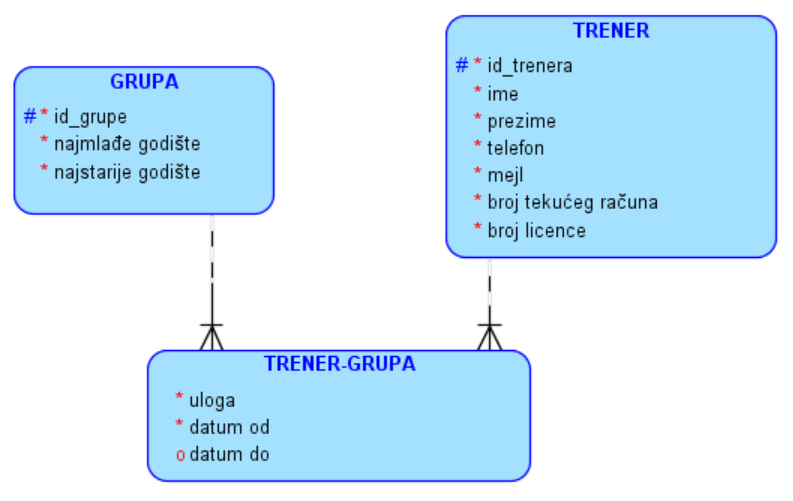 GRUPA
# * id_grupe
* najmlađe godište
* najstarije godište
TRENER
# * id_trenera
* ime
* prezime
* telefon
* mejl
* broj tekućeg računa
* broj licence
TRENER-GRUPA
* uloga
* datum od
o datum do